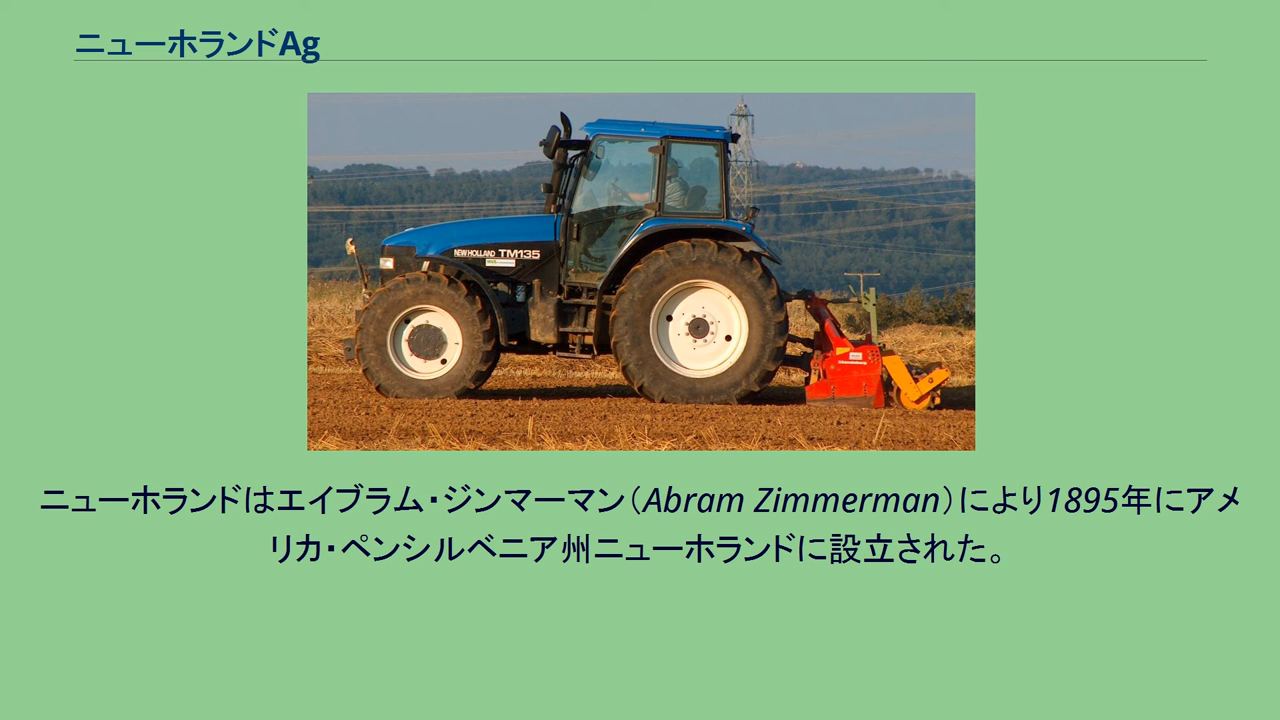 ニューホランドAg
NEW HOLLAND TM135
ニューホランドはエイブラム・ジンマーマン（Abram Zimmerman）により1895年にアメ
リカ・ペンシルベニア州ニューホランドに設立された。